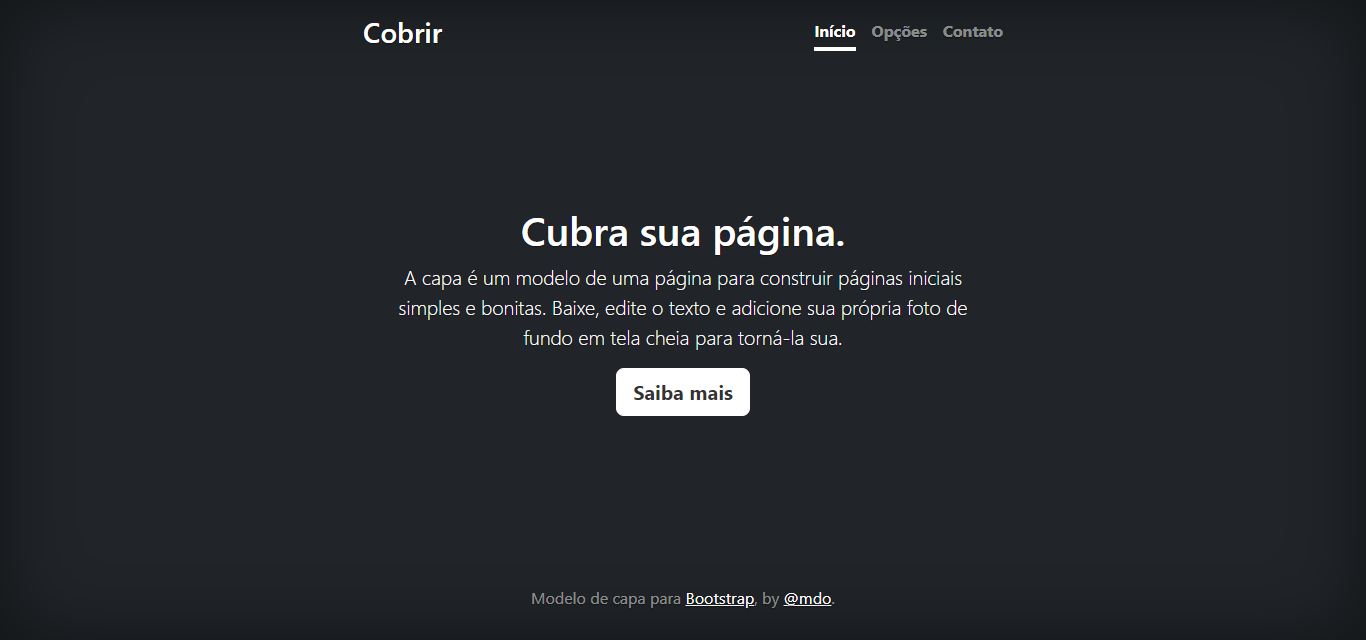 Cobrir
Início Opções Contato
Cubra sua página.
A capa é um modelo de uma página para construir páginas iniciais
simples e bonitas. Baixe, edite o texto e adicione sua própria foto de
fundo em tela cheia para torná-la sua.
Saiba mais
Modelo de capa para Bootstrap, by @mdo.